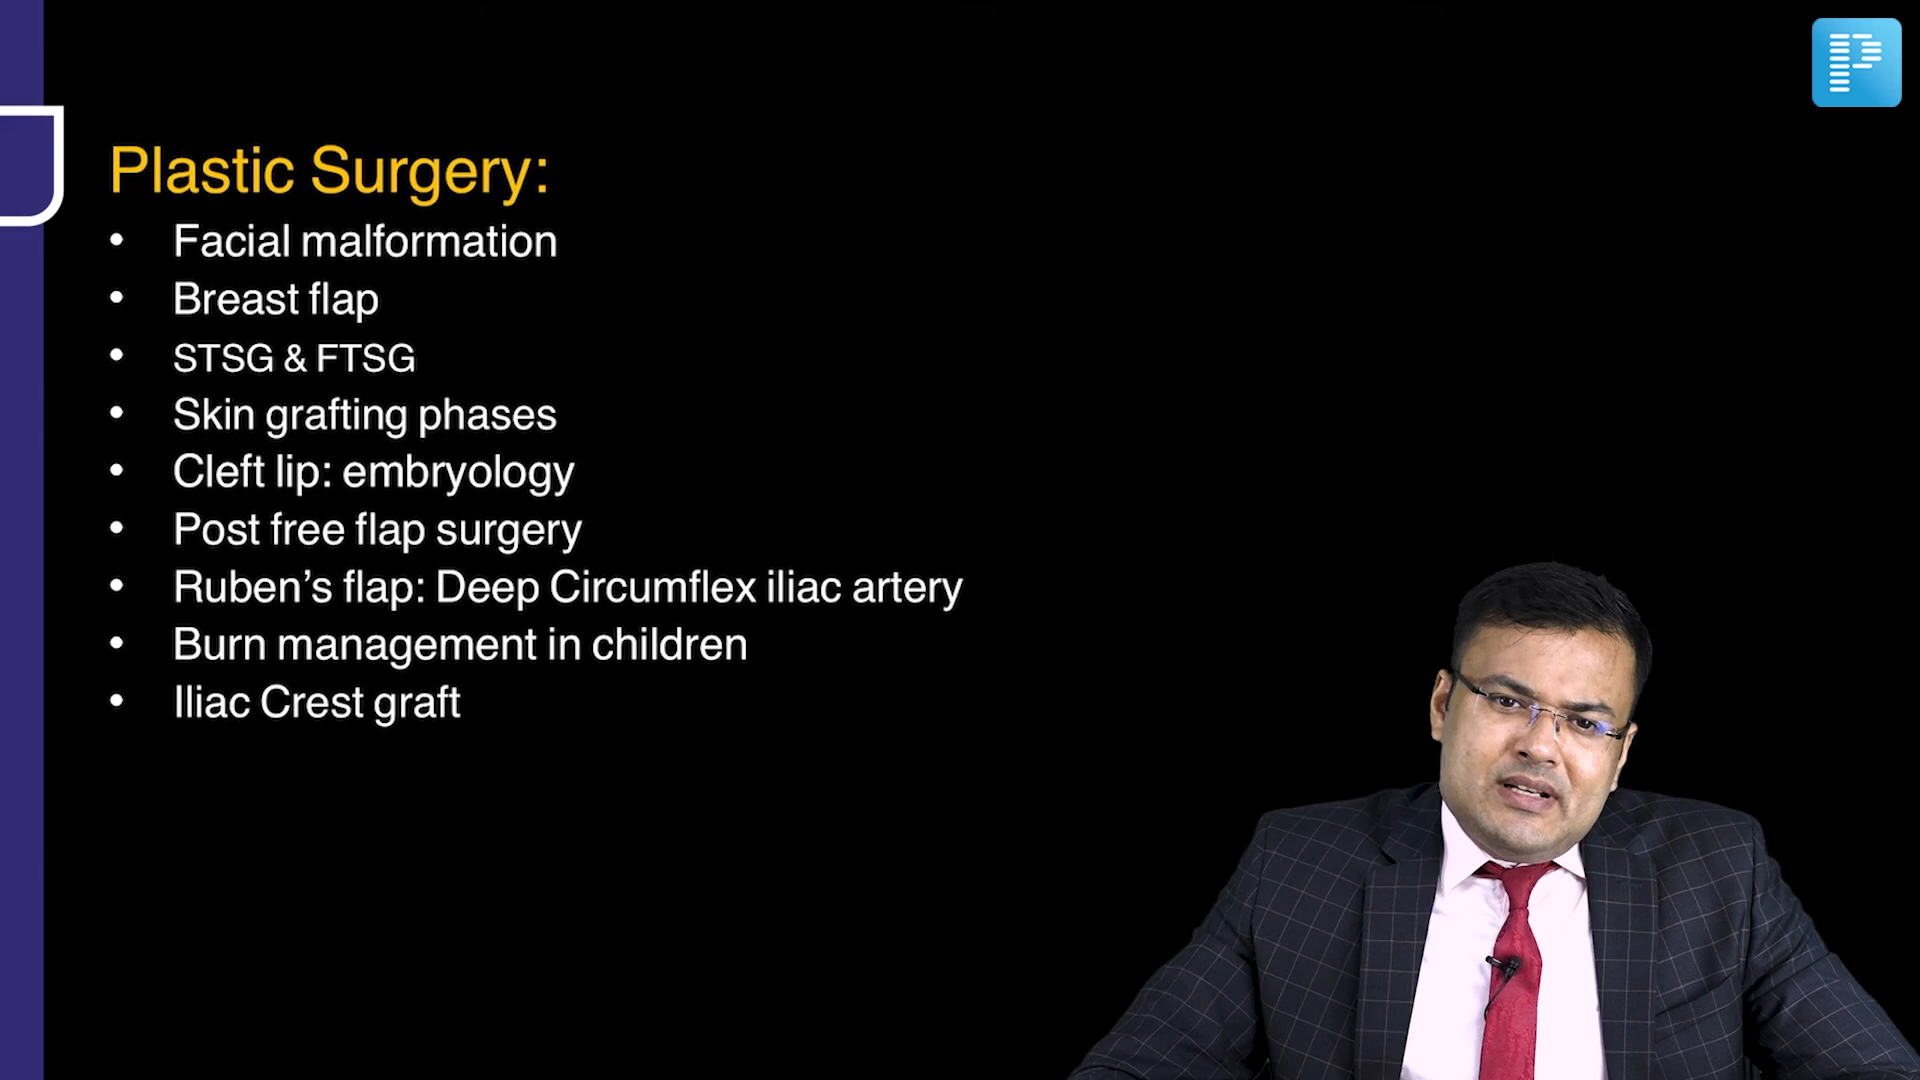 Plastic Surgery:
• Facial malformation
• Breast flap
• STSG & FTSG
• Skin grafting phases
• Cleft lip: embryology
• Post free flap surgery
• Ruben’s flap: Deep Circumflex iliac artery
• Burn management in children
• Iliac Crest graft